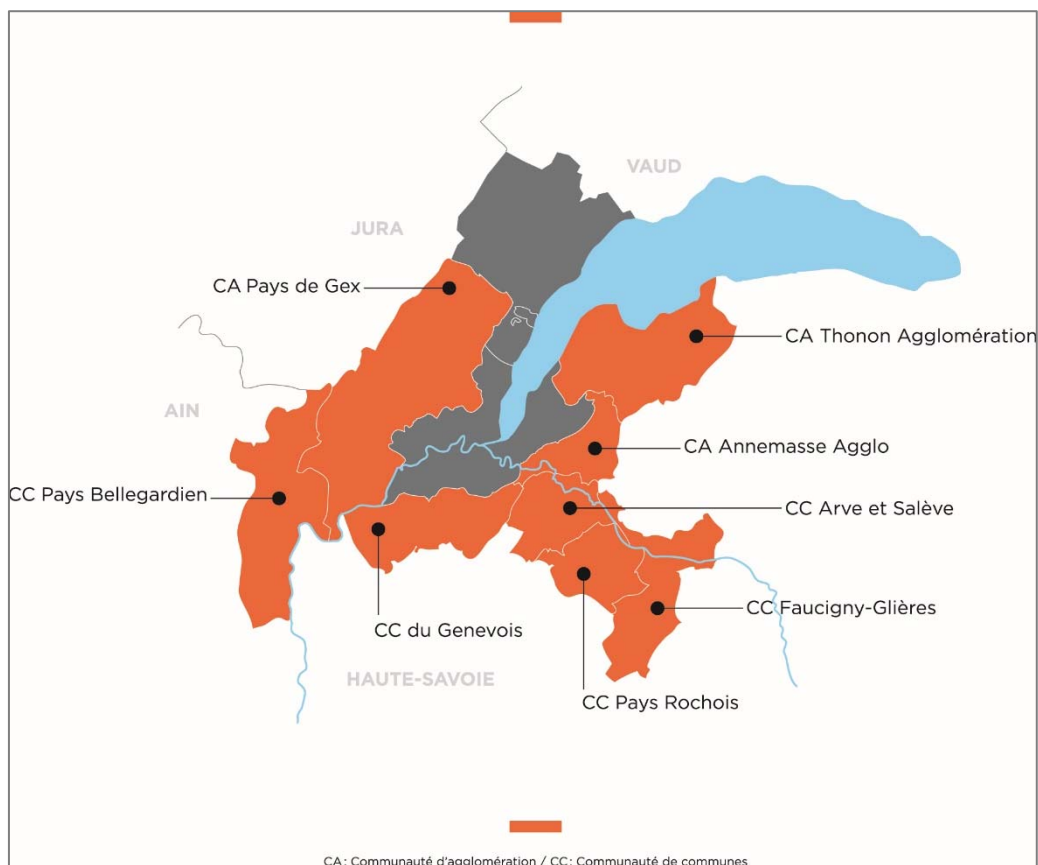 VAUD
JURA
CA Pays de Gex
CA Thonon Agglomération
AIN
CA Annemasse Agglo
CC Pays Bellegardien
CC Arve et Salève
CC Faucigny-Glières
CC du Genevois
HAUTE-SAVOIE
CC Pays Rochois
CA : Communauté d'agglomération / CC : Communauté de communes